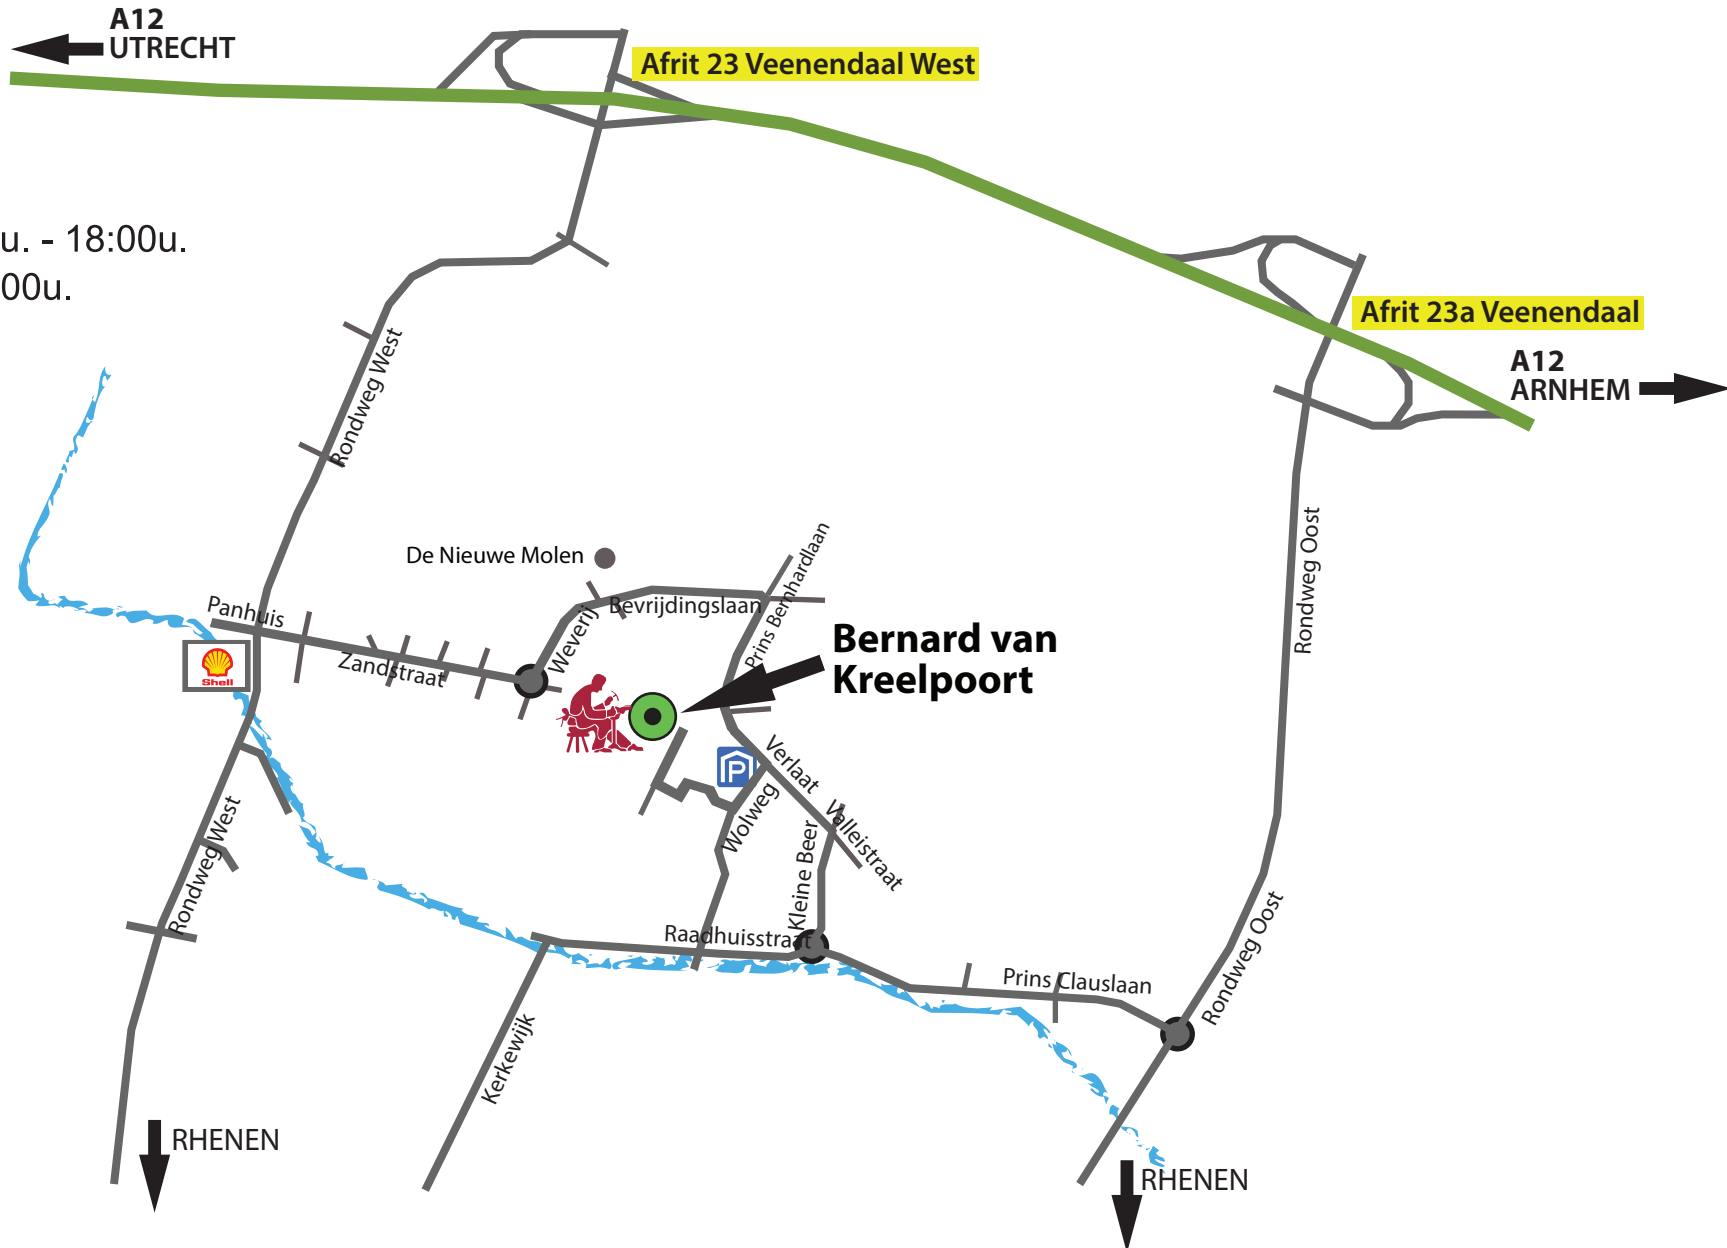 A12
UTRECHT
Afrit 23 Veenendaal West
u. - 18:00u.
00u.
Afrit 23a Veenendaal
A12
ARNHEM
Rondweg West
De Nieuwe Molen
Prins Bernhardlaan
Rondweg Oost
Panhuis
Bevrijdingslaan
Weverij
Zandstraat
Shell
Bernard van
Kreelpoort
P
Verlaat
Wolweg
Valleistraat
Kleine Beer
Rondweg West
Raadhuisstraat
Prins Clauslaan
Rondweg Oost
Kerkewijk
RHENEN
RHENEN